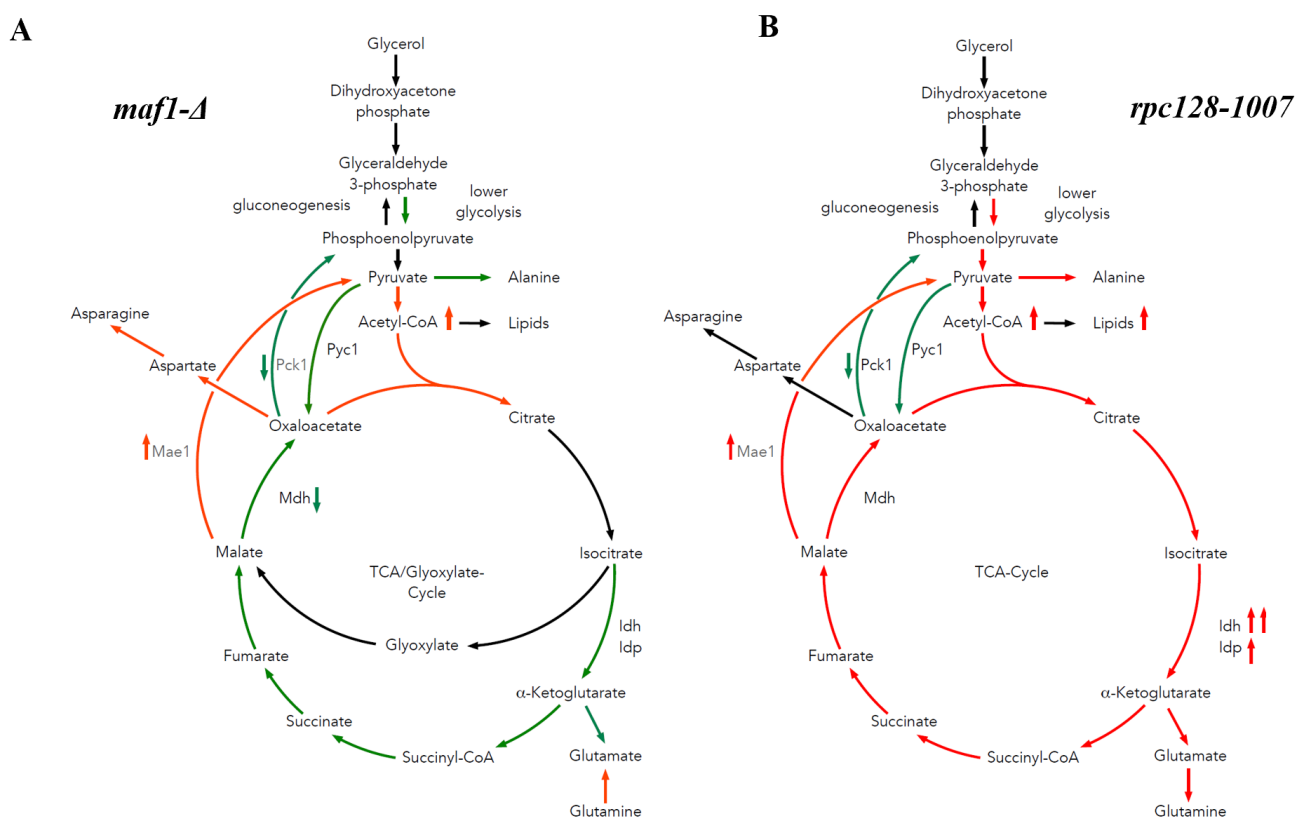 A
maf1-Δ
Glycerol
Dihydroxyacetone
phosphate
Glyceraldehyde
3-phosphate
gluconeogenesis
lower
glycolysis
Phosphoenolpyruvate
Pyruvate
Alanine
Asparagine
Acetyl-CoA
Lipids
Pyc1
Aspartate
Pck1
Oxaloacetate
Citrate
Mae1
Mdh
Malate
Isocitrate
TCA/Glyoxylate-
Cycle
Idh
Idp
Glyoxylate
Fumarate
α-Ketoglutarate
Succinate
Succinyl-CoA
Glutamate
Glutamine
B
rpc128-1007
Glycerol
Dihydroxyacetone
phosphate
Glyceraldehyde
3-phosphate
gluconeogenesis
lower
glycolysis
Phosphoenolpyruvate
Pyruvate
Alanine
Asparagine
Acetyl-CoA
Lipids
Pyc1
Aspartate
Pck1
Oxaloacetate
Citrate
Mae1
Mdh
Malate
Isocitrate
TCA-Cycle
Idh
Idp
Fumarate
α-Ketoglutarate
Succinate
Succinyl-CoA
Glutamate
Glutamine